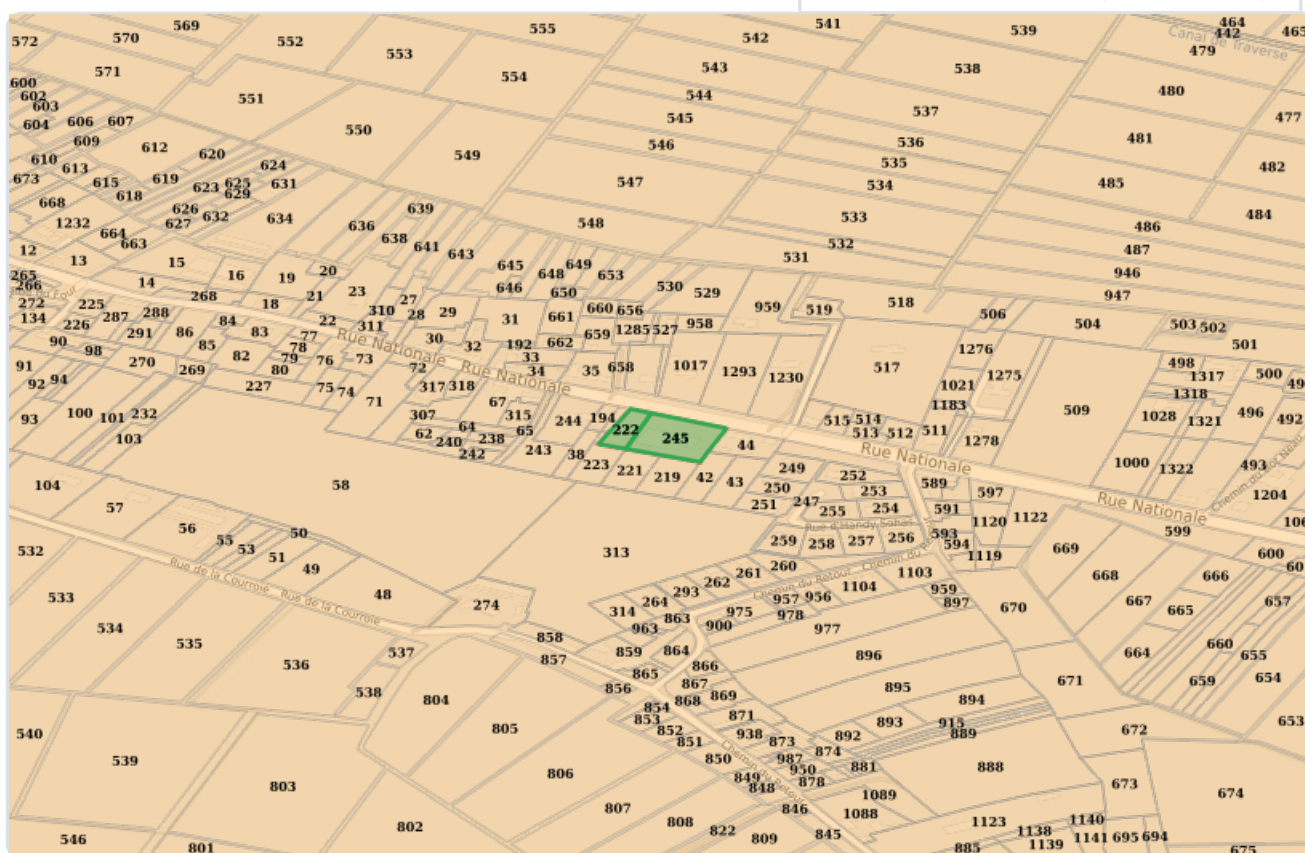 464
569 555 541 539 442 465
572 570 552 542 Canal de Traverse
553 479
571 543 538
554
600 551 544 480
602
603 537 477
604 606 607 550 545
609 536 481
612 620 549 546 535 482
610 613 624
673 615 619 623 625 631 547 534 485
618 629
668 626 639 533 484
1232 627 632 634 636 548 486
664 638 532
12 663 641 643 531 487
13 15 645 649 946
265 16 19 20 648 653
266 14 646 650 530 529 947
272 225 268 18 21 23 27 660 656 959 519 518 506
134 287 288 22 310 28 29 31 661 958 504 503 502
226 291 86 84 83 311 659 1285 527
90 77 Rue Nationale 30 192 662 501
98 85 78 32 33 1276
91 270 82 79 76 73 72 34 35 658 1017 1293 1230 517 498 1317 500
92 94 269 80 Rue Nationale 1021 1275
227 75 74 317 318 1318
93 100 101 232 71 67 1183 509 1028 1321 496 492
307 315 244 194 515 514
103 62 64 65 222 245 513 512 511
240 238 44 1278
242 243 38 Rue Nationale
104 58 223 221 219 42 43 249 252 589 1000 1322 493
57 250 253 597 1204
251 247 255 254 591 Rue Nationale
56 50 Rue d'Handy Sahas 1120 1122
55 53 259 258 257 256 593 594 599
532 51 313 1119 669 600
Rue de la Courroie 49 261 260 1103
533 Rue de la Courroie 48 262 Chemin du Retour 668 666
274 293 957 956 1104 959
314 264 975 978 897 670 667 665 657
534 963 863 900 977
535 537 858 859 864 896 660
536 857 866 664 655
538 865 867 671 659 654
804 856 868 869 895
854 894
540 853 871 893 915 672 653
805 852 938 873 892 889
539 851 987 874
806 850 950 881 888
803 849 878 673 674
848 1089
807 Chemin du Retour 846 1088
802 808 1123 1140
546 822 845 1138 1141 695 694
801 809 885 1139 675